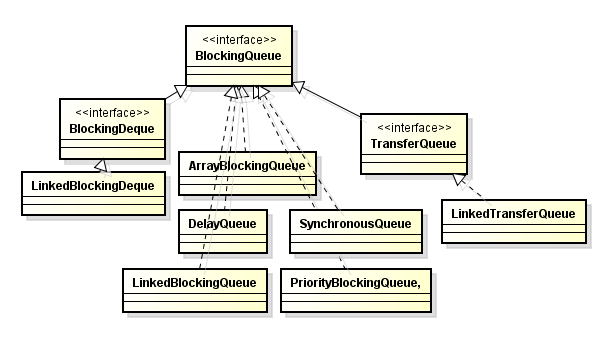 <<interface>>
BlockingQueue
<<interface>>
BlockingDeque
<<interface>>
TransferQueue
ArrayBlockingQueue
LinkedBlockingDeque
DelayQueue
SynchronousQueue
LinkedTransferQueue
LinkedBlockingQueue
PriorityBlockingQueue,